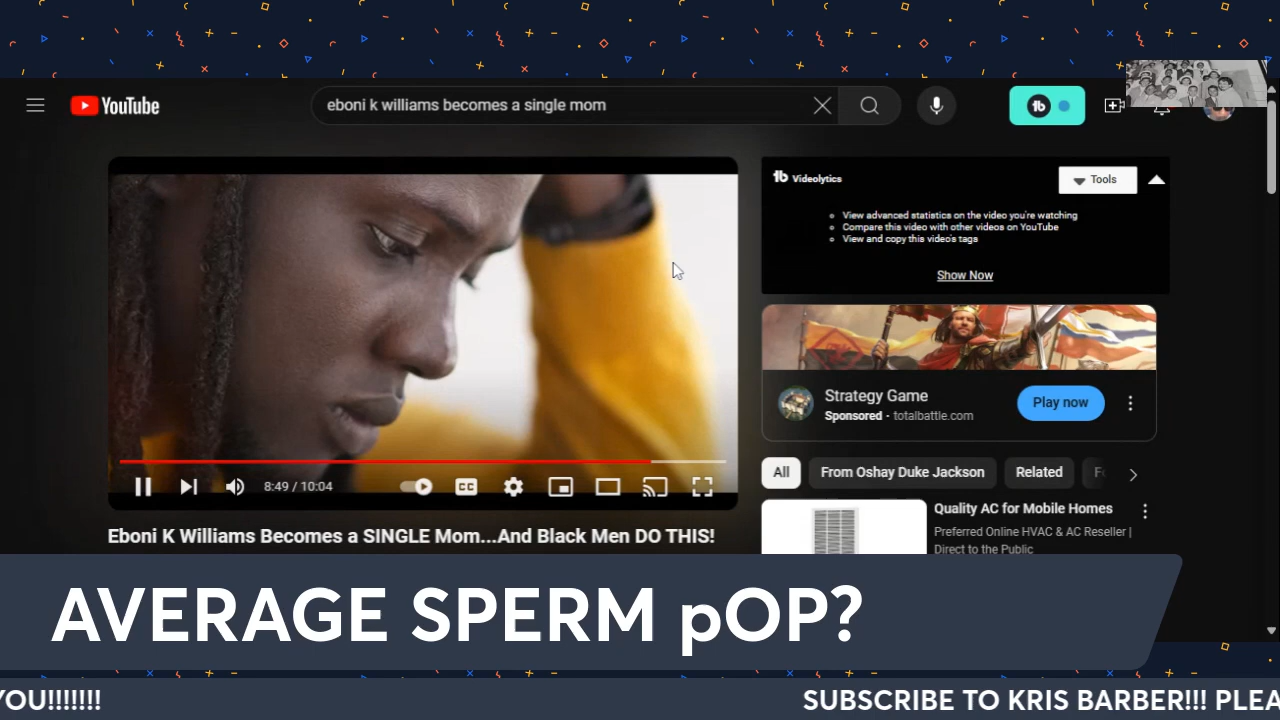 YouTube
eboni k williams becomes a single mom
tb
tb Videolytics
Tools
View advanced statistics on the video you're watching
Compare this video with other videos on YouTube
View and copy this video's tags
Show Now
Strategy Game
Sponsored · totalbattle.com
Play now
CC
8:49 / 10:04
All
From Oshay Duke Jackson
Related
Eboni K Williams Becomes a SINGLE Mom...And Black Men DO THIS!
Quality AC for Mobile Homes
Preferred Online HVAC & AC Reseller |
Direct to the Public
AVERAGE SPERM pOP?
YOU!!!!!!!
SUBSCRIBE TO KRIS BARBER!!! PLEA